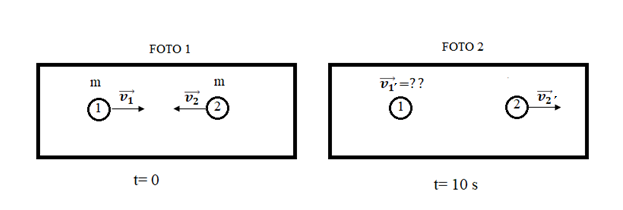 FOTO 1
m
m
1
v₁
v₂
2
t= 0
FOTO 2
v₁′ =??
1
2
v₂′
t= 10 s